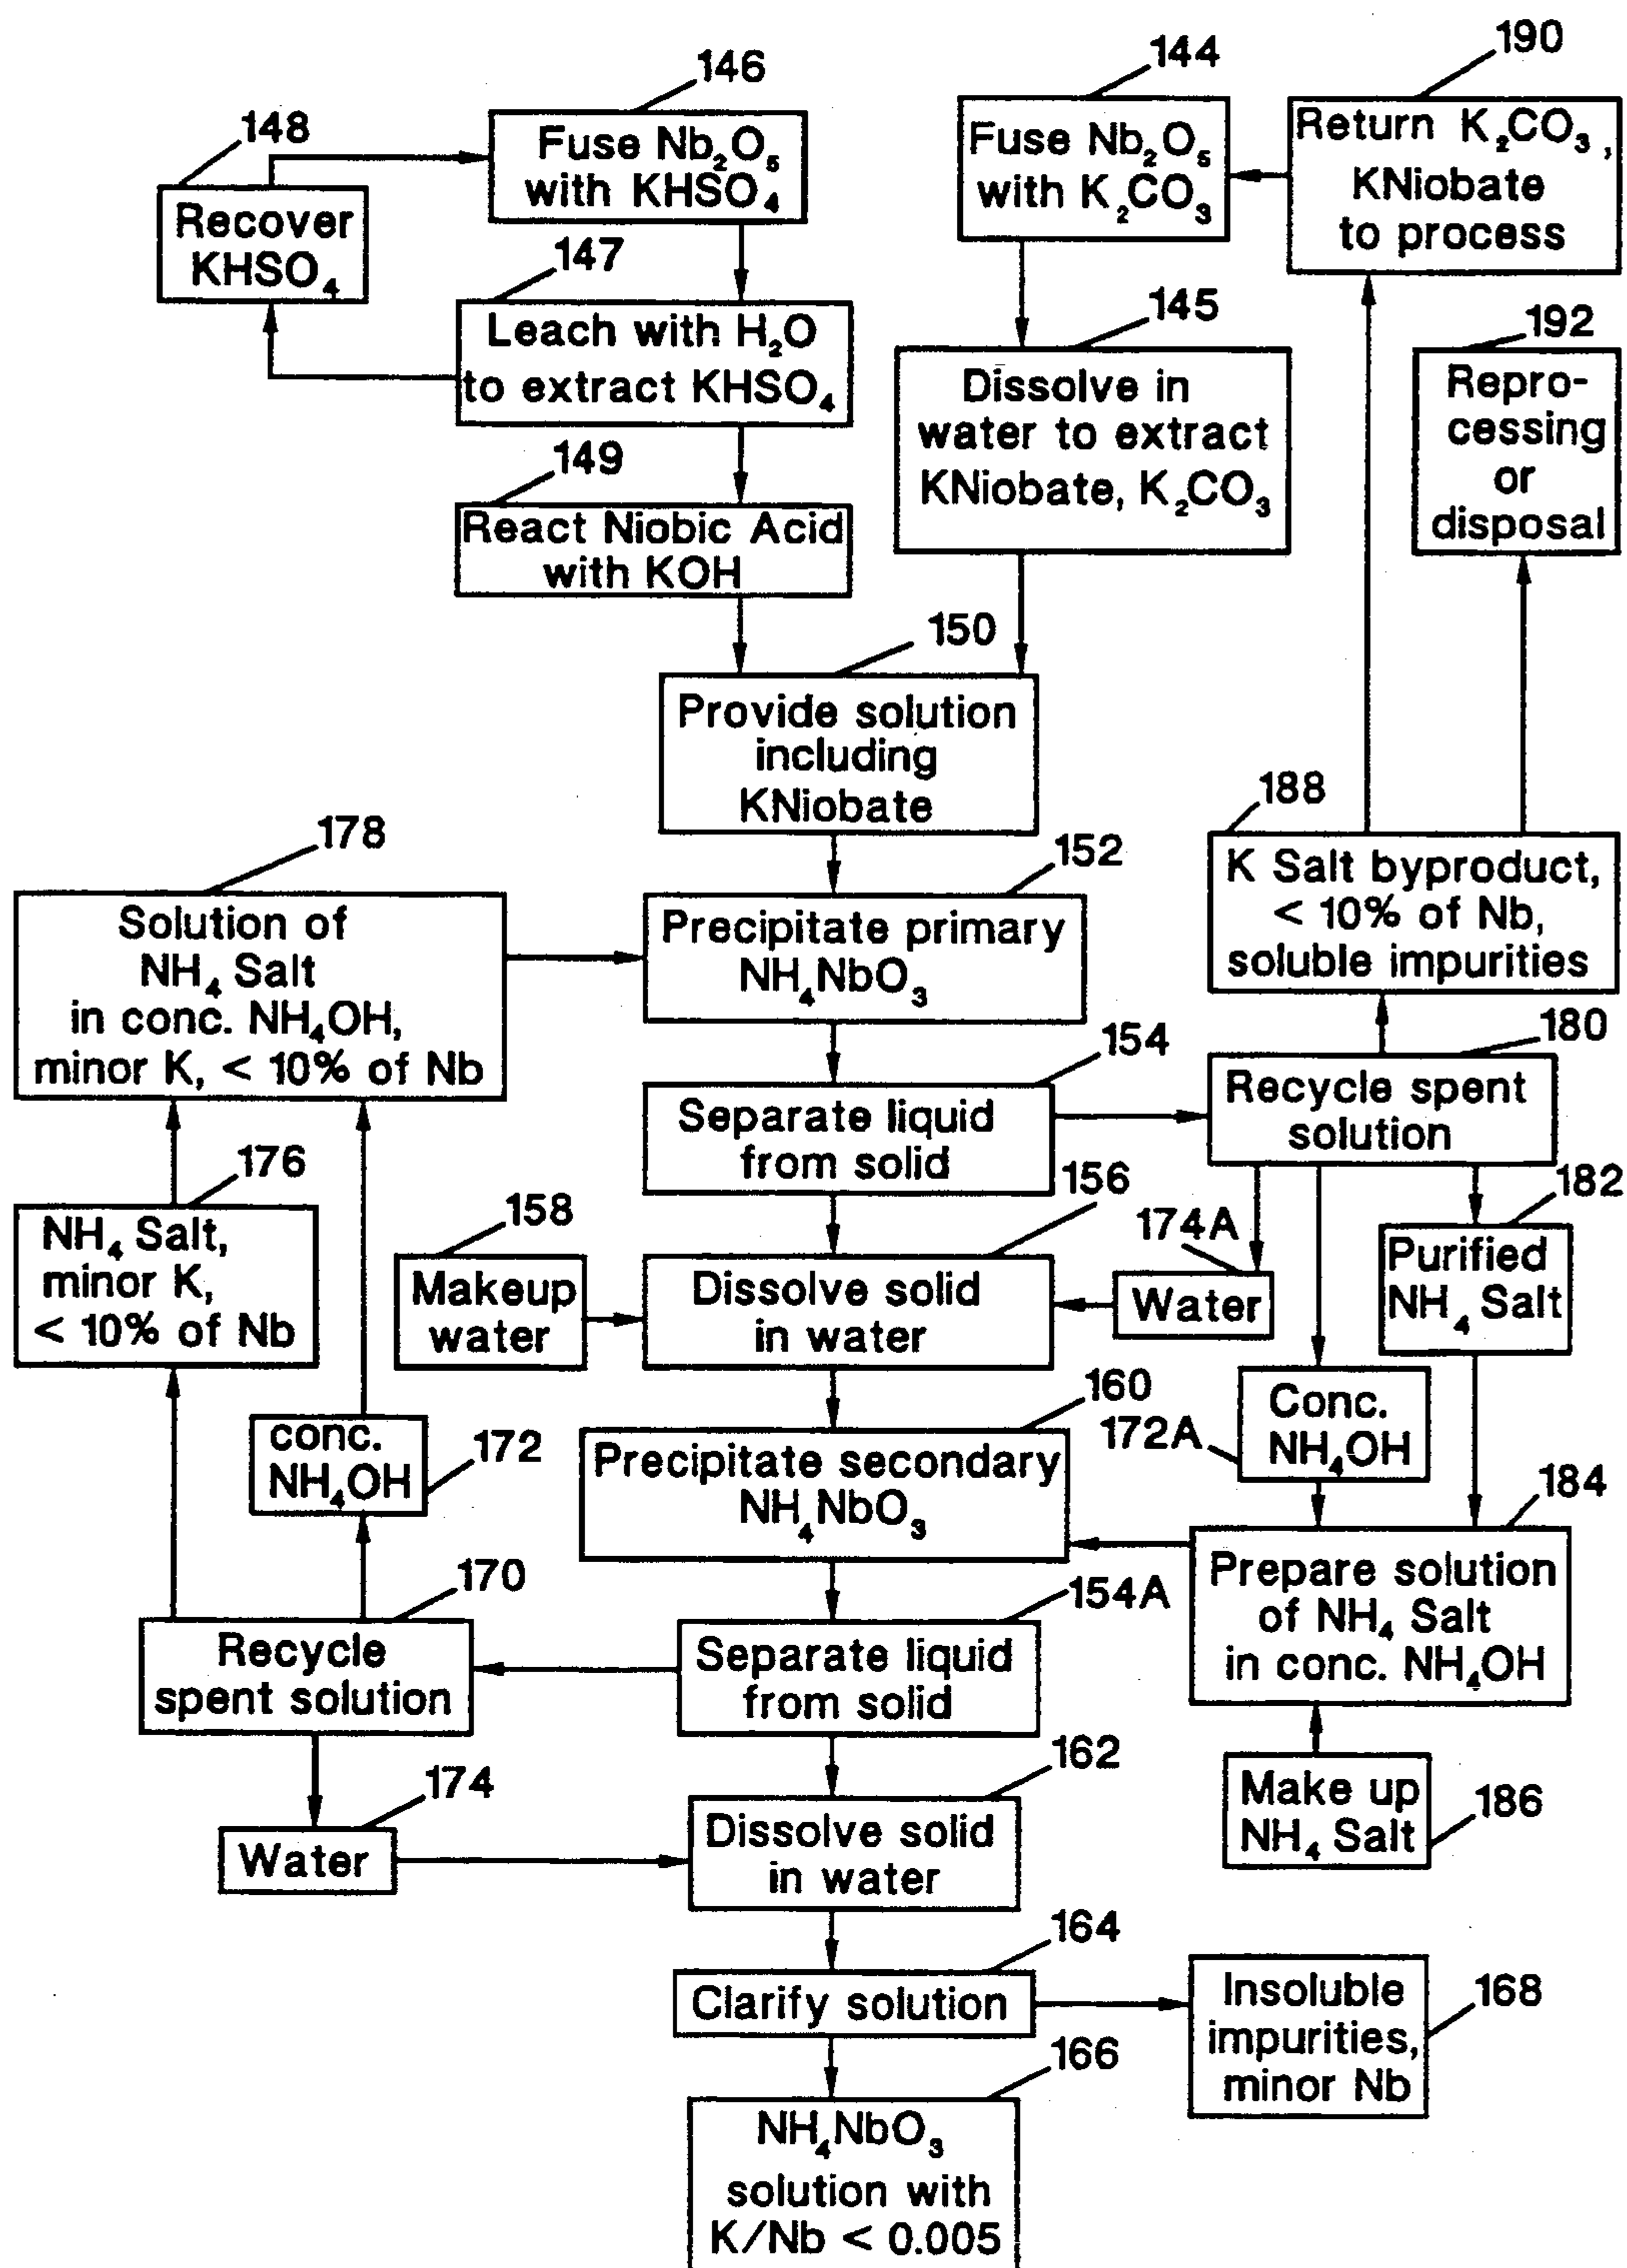 190
146
144
148
Fuse Nb₂O₅
with KHSO₄
Fuse Nb₂O₅
with K₂CO₃
Return K₂CO₃,
KNiobate
to process
Recover
KHSO₄
147
145
192
Leach with H₂O
to extract KHSO₄
Dissolve in
water to extract
KNiobate, K₂CO₃
Repro-
cessing
or
disposal
149
React Niobic Acid
with KOH
150
Provide solution
including
KNiobate
188
178
152
K Salt byproduct,
< 10% of Nb,
soluble impurities
Solution of
NH₄ Salt
in conc. NH₄OH,
minor K, < 10% of Nb
Precipitate primary
NH₄NbO₃
154
180
Separate liquid
from solid
Recycle spent
solution
176
156
182
158
174A
NH₄ Salt,
minor K,
< 10% of Nb
Makeup
water
Dissolve solid
in water
Water
Purified
NH₄ Salt
160
172A
Conc.
NH₄OH
conc.
NH₄OH
172
Precipitate secondary
NH₄NbO₃
184
170
154A
Prepare solution
of NH₄ Salt
in conc. NH₄OH
Recycle
spent solution
Separate liquid
from solid
162
174
Make up
NH₄ Salt
186
Water
Dissolve solid
in water
164
Clarify solution
Insoluble
impurities,
minor Nb
168
166
NH₄NbO₃
solution with
K/Nb < 0.005